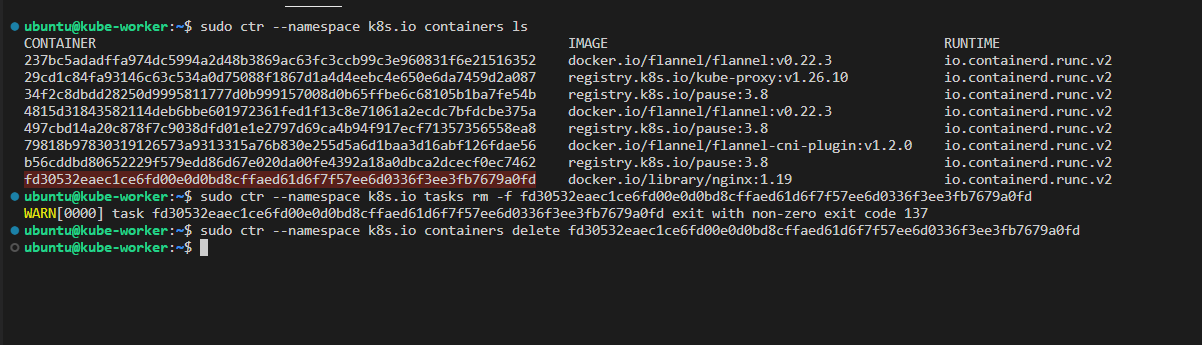 ubuntu@kube-worker:~$ sudo ctr --namespace k8s.io containers ls
CONTAINER IMAGE RUNTIME
237bc5adadffa974dc5994a2d48b3869ac63fc3ccb99c3e960831f6e21516352 docker.io/flannel/flannel:v0.22.3 io.containerd.runc.v2
29cd1c84fa93146c63c534a0d75088f1867d1a4d4eebc4e650e6da7459d2a087 registry.k8s.io/kube-proxy:v1.26.10 io.containerd.runc.v2
34f2c8dbdd28250d9995811777d0b999157008d0b65ffbe6c68105b1ba7fe54b registry.k8s.io/pause:3.8 io.containerd.runc.v2
4815d31843582114deb6bbe601972361fed1f13c8e71061a2ecdc7bfdcbe375a docker.io/flannel/flannel:v0.22.3 io.containerd.runc.v2
497cbd14a20c878f7c9038dfd01e1e2797d69ca4b94f917ecf71357356558ea8 registry.k8s.io/pause:3.8 io.containerd.runc.v2
79818b97830319126573a9313315a76b830e255d5a6d1baa3d16abf126fdae56 docker.io/flannel/flannel-cni-plugin:v1.2.0 io.containerd.runc.v2
b56cddbd80652229f579edd86d67e020da00fe4392a18a0dbca2dcecf0ec7462 registry.k8s.io/pause:3.8 io.containerd.runc.v2
fd30532eaec1ce6fd00e0d0bd8cffaed61d6f7f57ee6d0336f3ee3fb7679a0fd docker.io/library/nginx:1.19 io.containerd.runc.v2
ubuntu@kube-worker:~$ sudo ctr --namespace k8s.io tasks rm -f fd30532eaec1ce6fd00e0d0bd8cffaed61d6f7f57ee6d0336f3ee3fb7679a0fd
WARN[0000] task fd30532eaec1ce6fd00e0d0bd8cffaed61d6f7f57ee6d0336f3ee3fb7679a0fd exit with non-zero exit code 137
ubuntu@kube-worker:~$ sudo ctr --namespace k8s.io containers delete fd30532eaec1ce6fd00e0d0bd8cffaed61d6f7f57ee6d0336f3ee3fb7679a0fd
ubuntu@kube-worker:~$